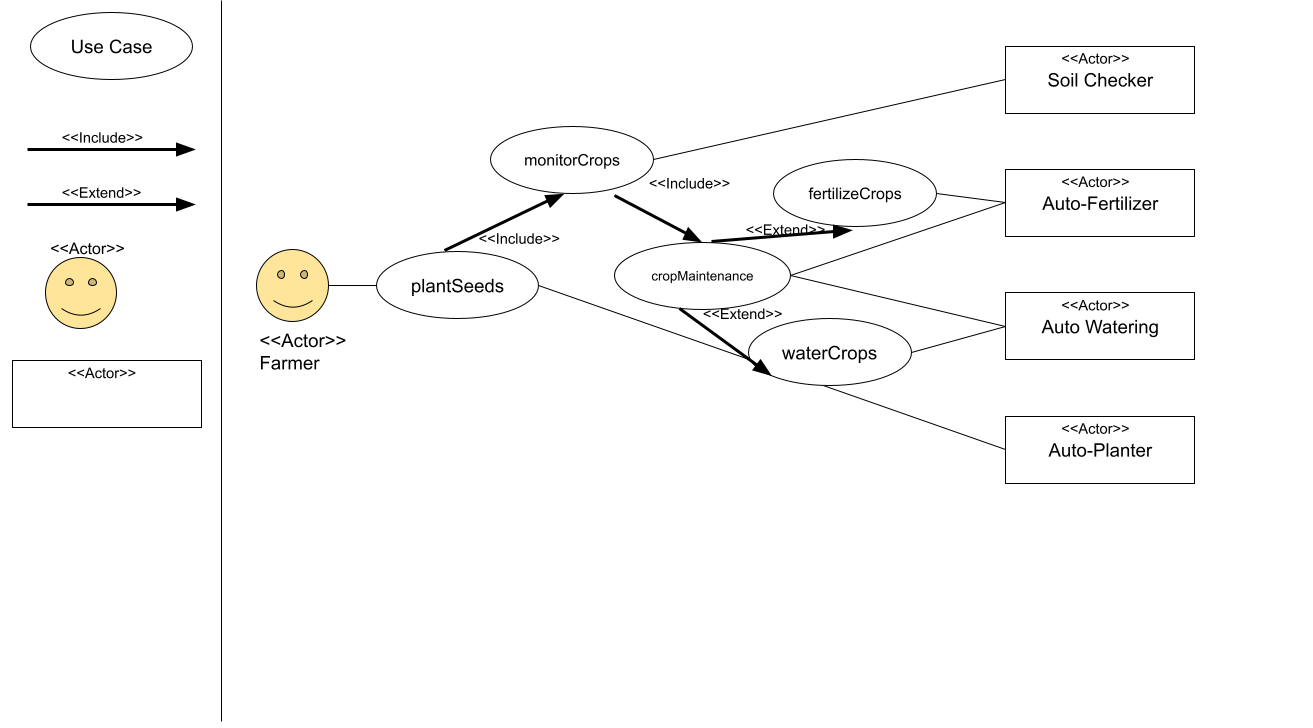 Use Case
<<Include>>
<<Extend>>
<<Actor>>
<<Actor>>
<<Actor>>
Farmer
plantSeeds
<<Include>>
monitorCrops
<<Include>>
cropMaintenance
<<Extend>>
fertilizeCrops
<<Extend>>
waterCrops
<<Actor>>
Soil Checker
<<Actor>>
Auto-Fertilizer
<<Actor>>
Auto Watering
<<Actor>>
Auto-Planter